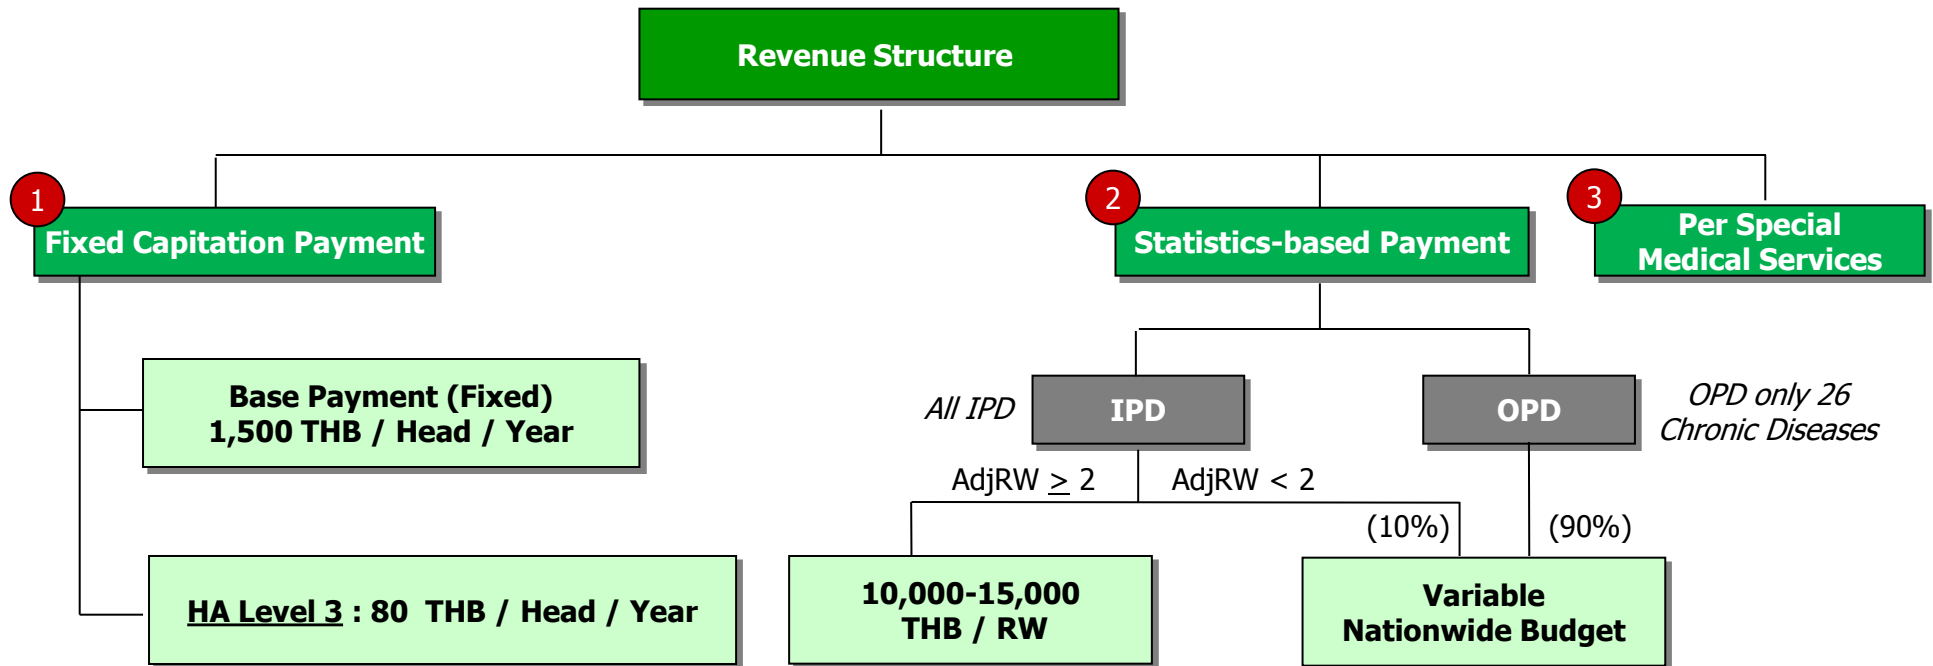 Revenue Structure
1
Fixed Capitation Payment
2
Statistics-based Payment
3
Per Special
Medical Services
Base Payment (Fixed)
1,500 THB / Head / Year
HA Level 3 : 80 THB / Head / Year
All IPD
IPD
OPD
OPD only 26
Chronic Diseases
AdjRW ≥ 2
AdjRW < 2
(10%)
(90%)
10,000-15,000
THB / RW
Variable
Nationwide Budget